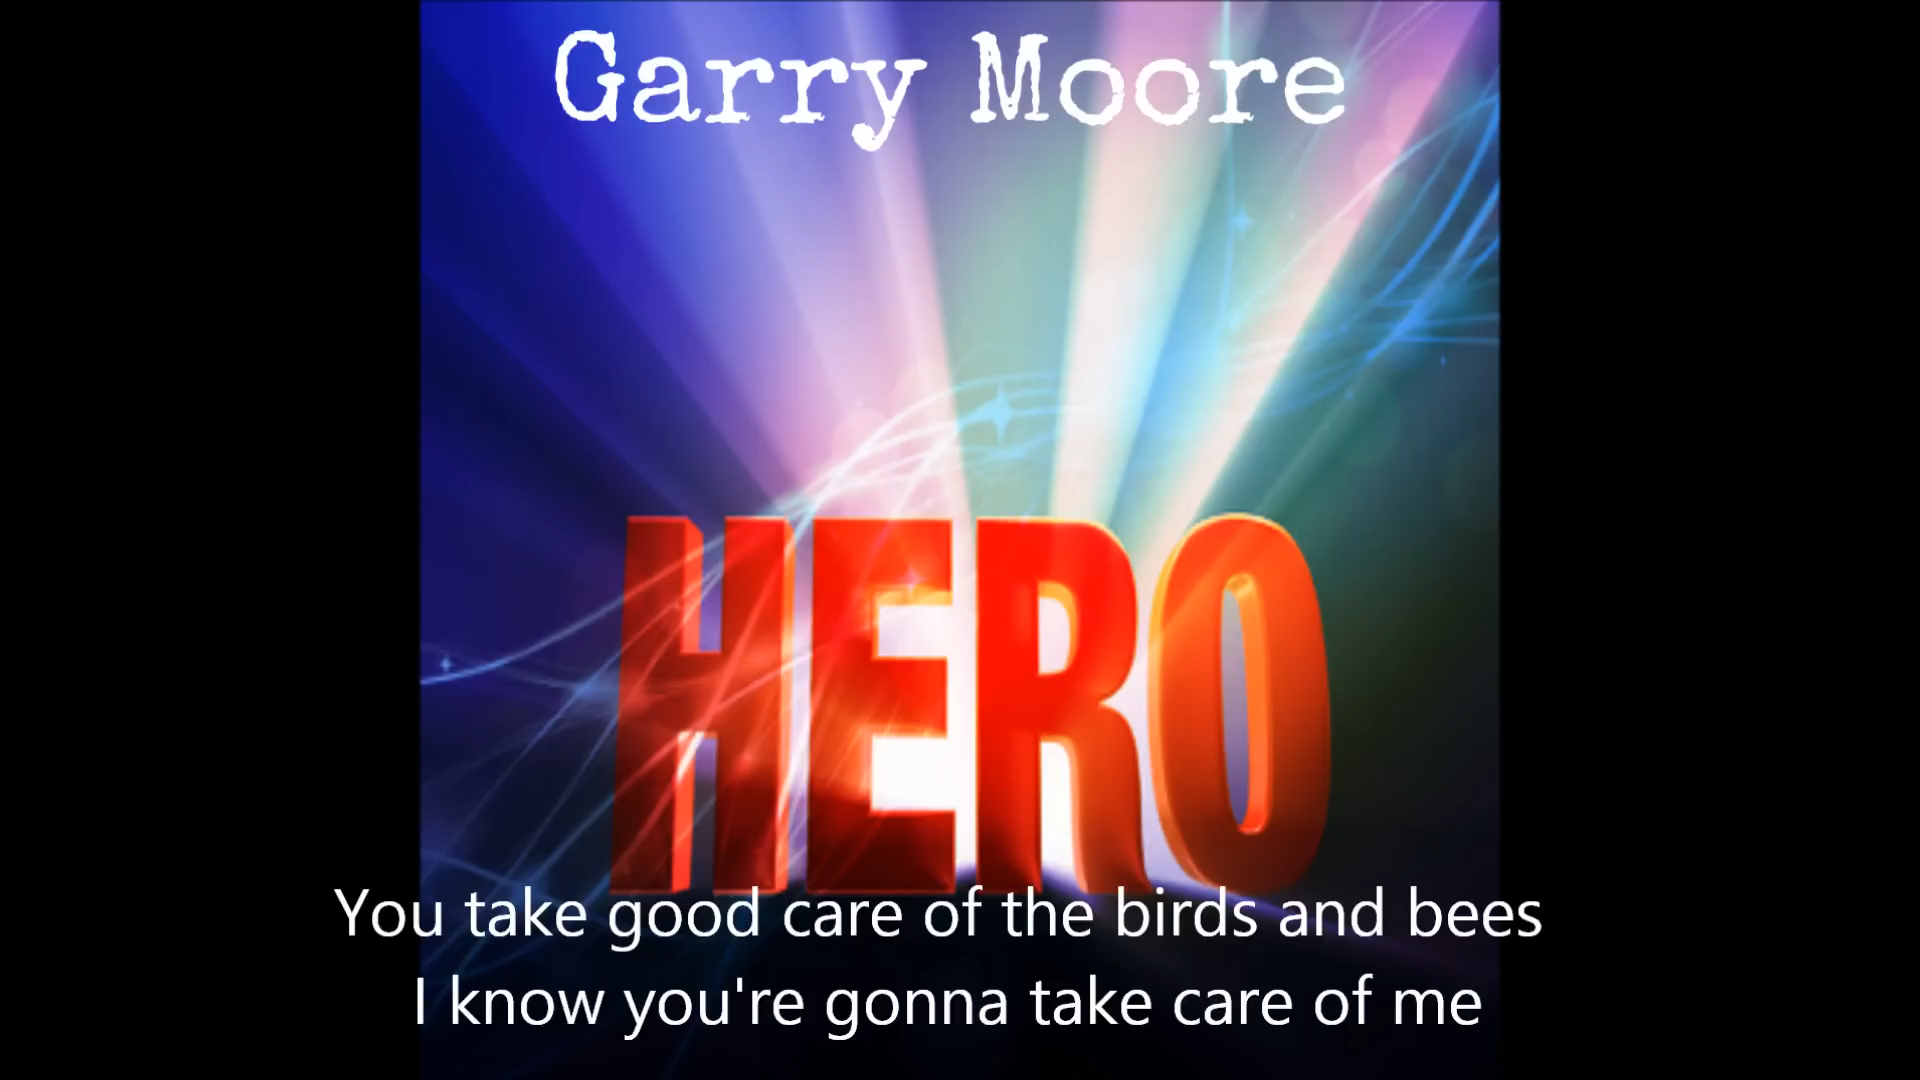 Garry Moore
HERO
You take good care of the birds and bees
I know you're gonna take care of me